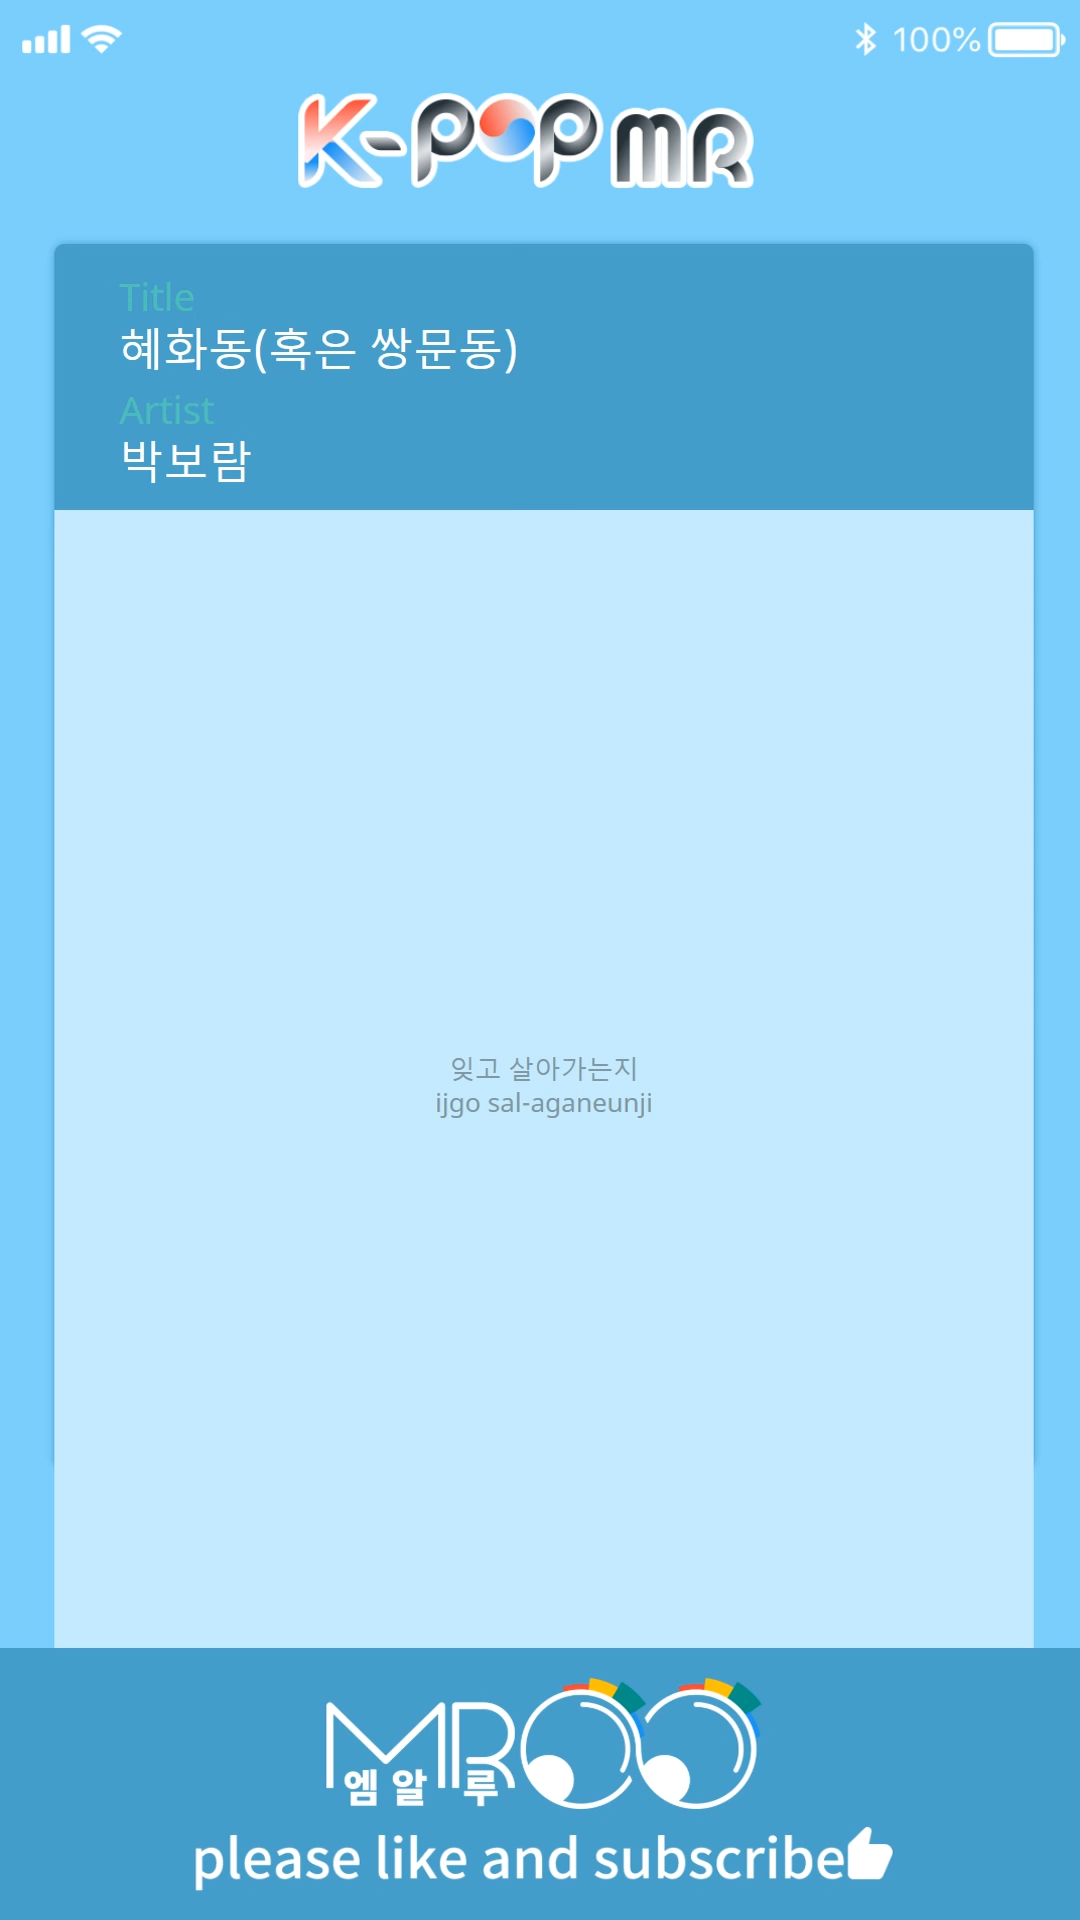 100%
K-POP MR
Title
혜화동(혹은 쌍문동)
Artist
박보람
잊고 살아가는지
ijgo sal-aganeunji
MROO
엠알루
please like and subscribe